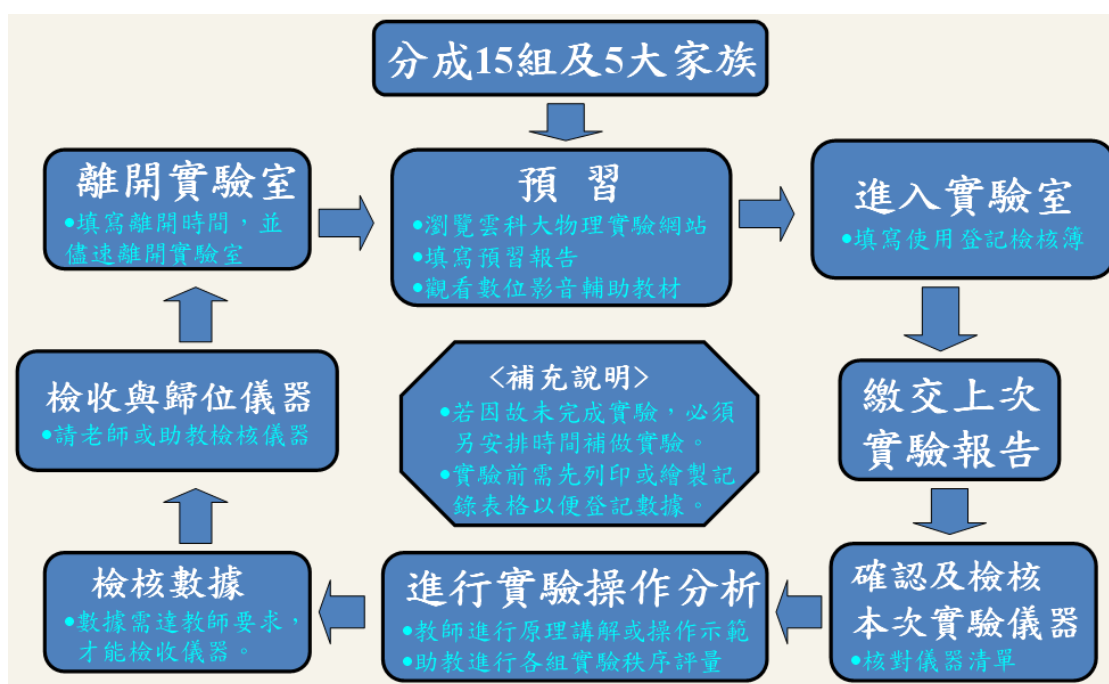 分成15組及5大家族
預 習
•瀏覽雲科大物理實驗網站
•填寫預習報告
•觀看數位影音輔助教材
進入實驗室
•填寫使用登記檢核簿
繳交上次
實驗報告
確認及檢核
本次實驗儀器
•核對儀器清單
進行實驗操作分析
•教師進行原理講解或操作示範
•助教進行各組實驗秩序評量
檢核數據
•數據需達教師要求，
才能檢收儀器。
檢收與歸位儀器
•請老師或助教檢核儀器
離開實驗室
•填寫離開時間，並
儘速離開實驗室
<補充說明>
•若因故未完成實驗，必須
另安排時間補做實驗。
•實驗前需先列印或繪製記
錄表格以便登記數據。